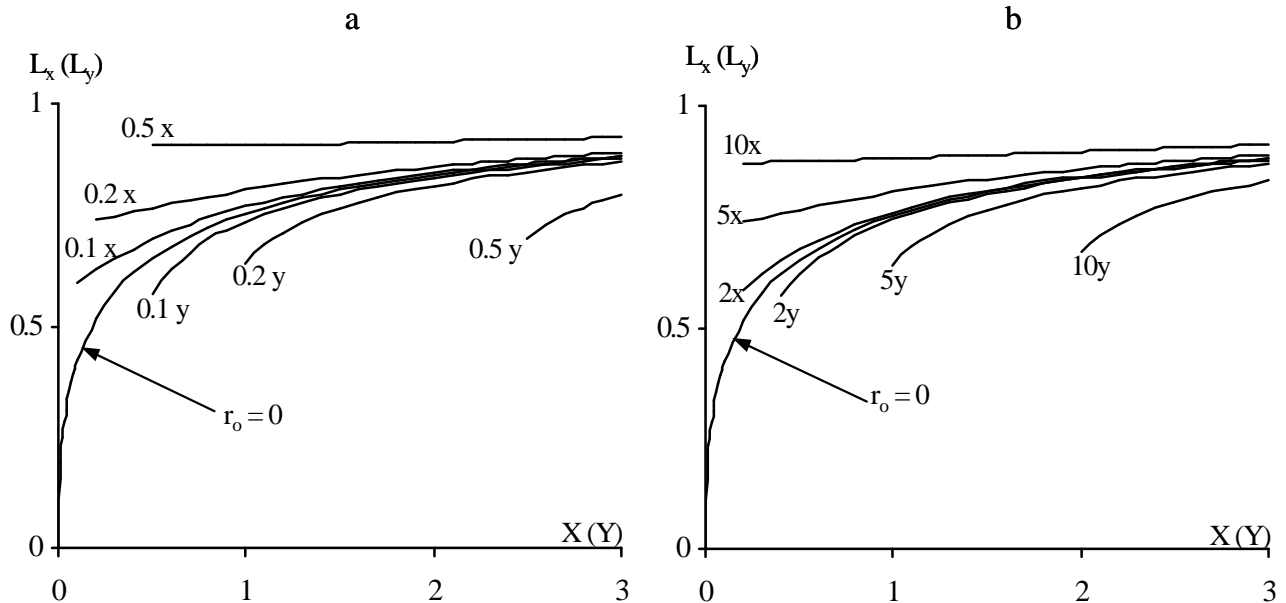 a
Lx (Ly)
1
0.5 x
0.2 x
0.1 x
0.5 y
0.2 y
0.1 y
0.5
ro = 0
X (Y)
0
0
1
2
3
b
Lx (Ly)
1
10x
5x
2x
10y
5y
2y
0.5
ro = 0
X (Y)
0
0
1
2
3